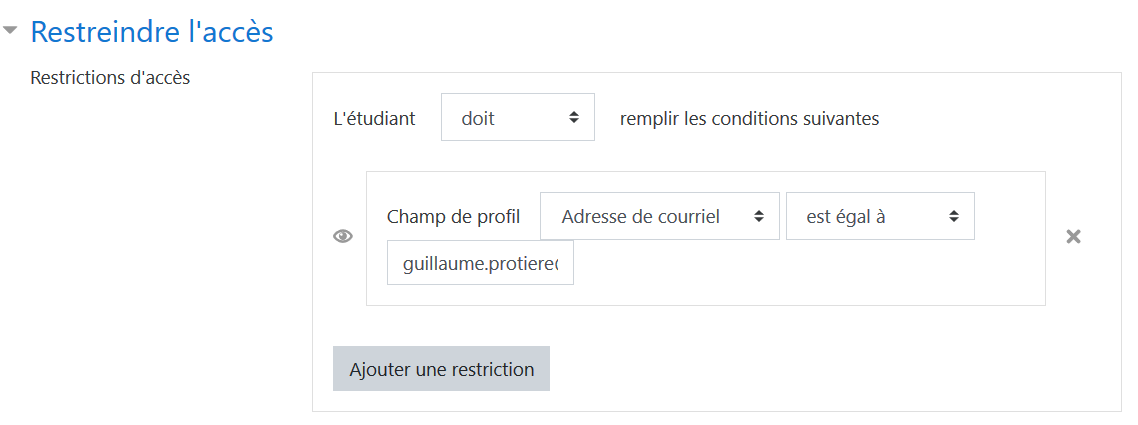 Restreindre l'accès
Restrictions d'accès
L'étudiant doit remplir les conditions suivantes
Champ de profil Adresse de courriel est égal à
guillaume.protiere@
Ajouter une restriction